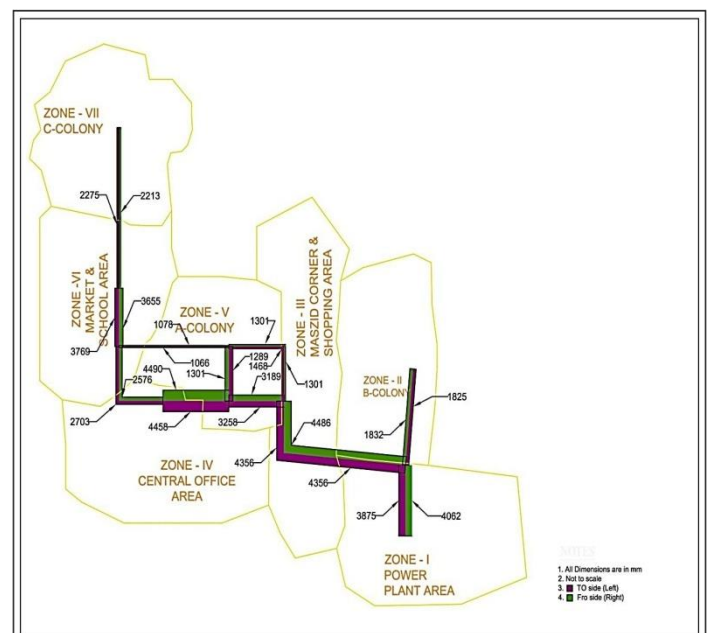 ZONE - VII
C-COLONY
2275
2213
ZONE -VI
MARKET &
SCHOOL AREA
3655
3769
1078
ZONE - V
A-COLONY
1301
ZONE - III
MASZID CORNER &
SHOPPING AREA
1066
1301
1289
1468
1301
4490
3189
2576
2703
4458
3258
ZONE - II
B-COLONY
1825
1832
4486
4356
4356
ZONE - IV
CENTRAL OFFICE
AREA
3875
4062
ZONE - I
POWER
PLANT AREA
1. All Dimensions are in mm
2. Not to scale
3. TO side (Left)
4. Fro side (Right)